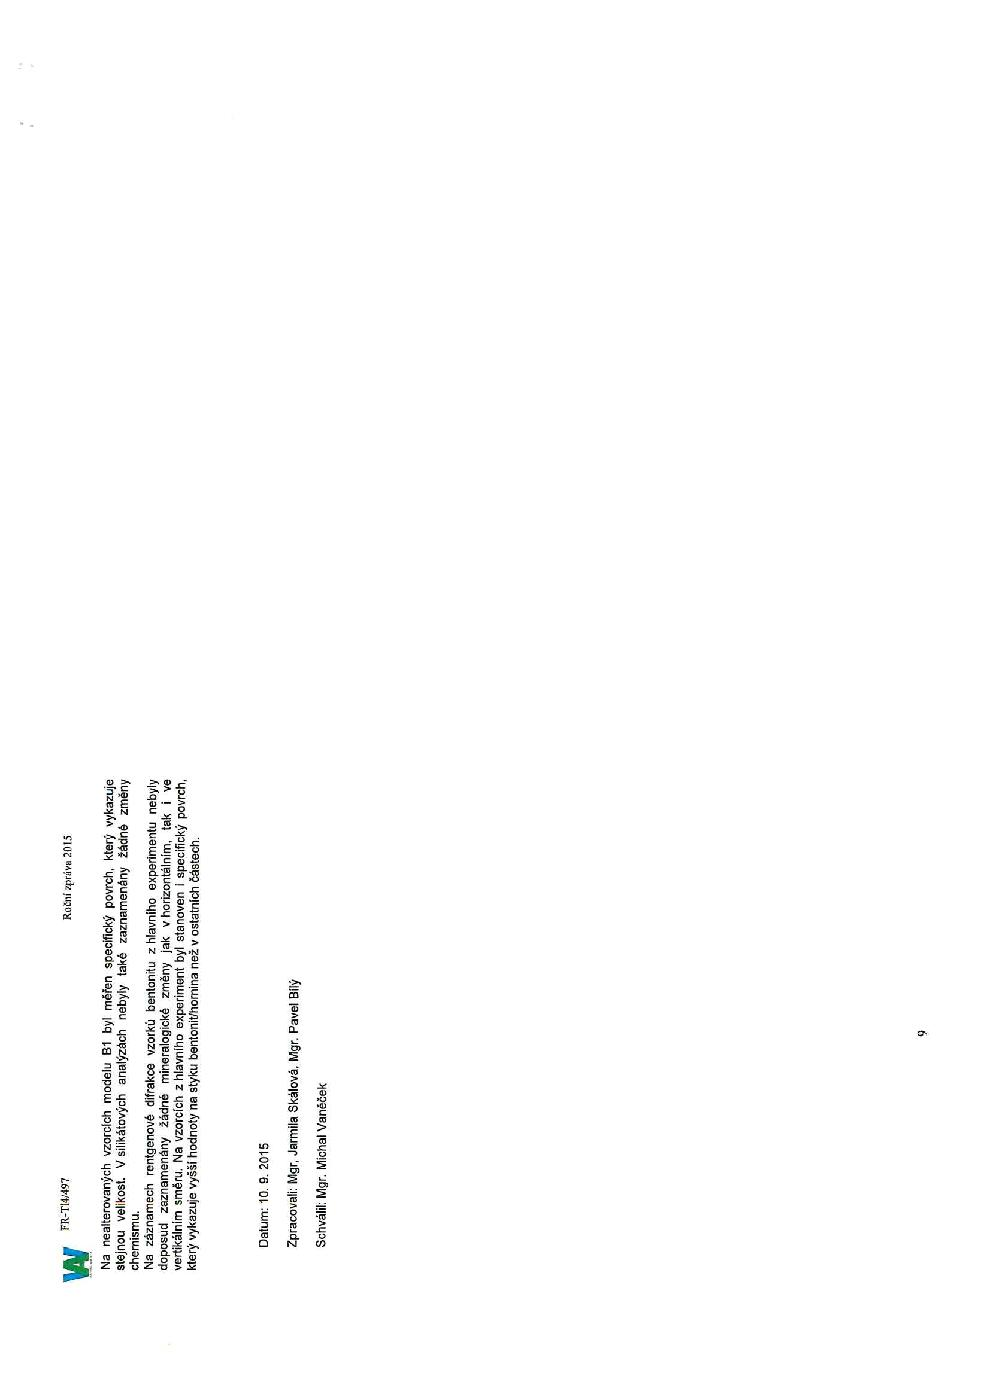 FR-TI4/497 Roční zpráva 2015
Na nealterovaných vzorcích modelu B1 byl měřen specifický povrch, který vykazuje
stejnou velikost. V silikátových analýzách nebyly také zaznamenány žádné změny
chemismu.
Na záznamech rentgenové difrakce vzorků bentonitu z hlavního experimentu nebyly
doposud zaznamenány žádné mineralogické změny jak v horizontálním, tak i ve
vertikálním směru. Na vzorcích z hlavního experiment byl stanoven i specifický povrch,
který vykazuje vyšší hodnoty na styku bentonit/hornina než v ostatních částech.
Datum: 10. 9. 2015
Zpracovali: Mgr, Jarmila Skálová, Mgr. Pavel Bílý
Schválil: Mgr. Michal Vaněček
9